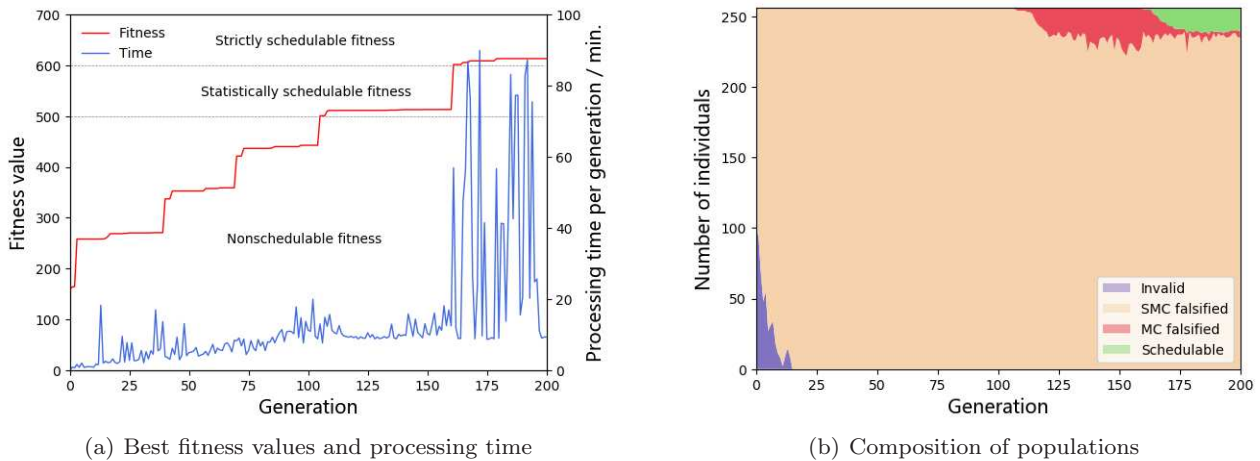 700
600
500
400
300
200
100
0
Fitness value
Fitness
Time
Strictly schedulable fitness
Statistically schedulable fitness
Nonschedulable fitness
100
80
60
40
20
0
Processing time per generation / min.
0 25 50 75 100 125 150 175 200
Generation
(a) Best fitness values and processing time
250
200
150
100
50
0
Number of individuals
Invalid
SMC falsified
MC falsified
Schedulable
0 25 50 75 100 125 150 175 200
Generation
(b) Composition of populations